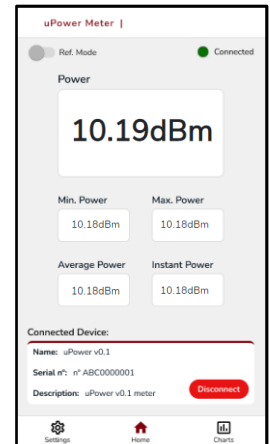 uPower Meter |
Ref. Mode
Connected
Power
10.19dBm
Min. Power
Max. Power
10.18dBm
10.18dBm
Average Power
Instant Power
10.18dBm
10.18dBm
Connected Device:
Name: uPower v0.1
Serial nº: nº ABC0000001
Description: uPower v0.1 meter
Disconnect
Settings
Home
Charts